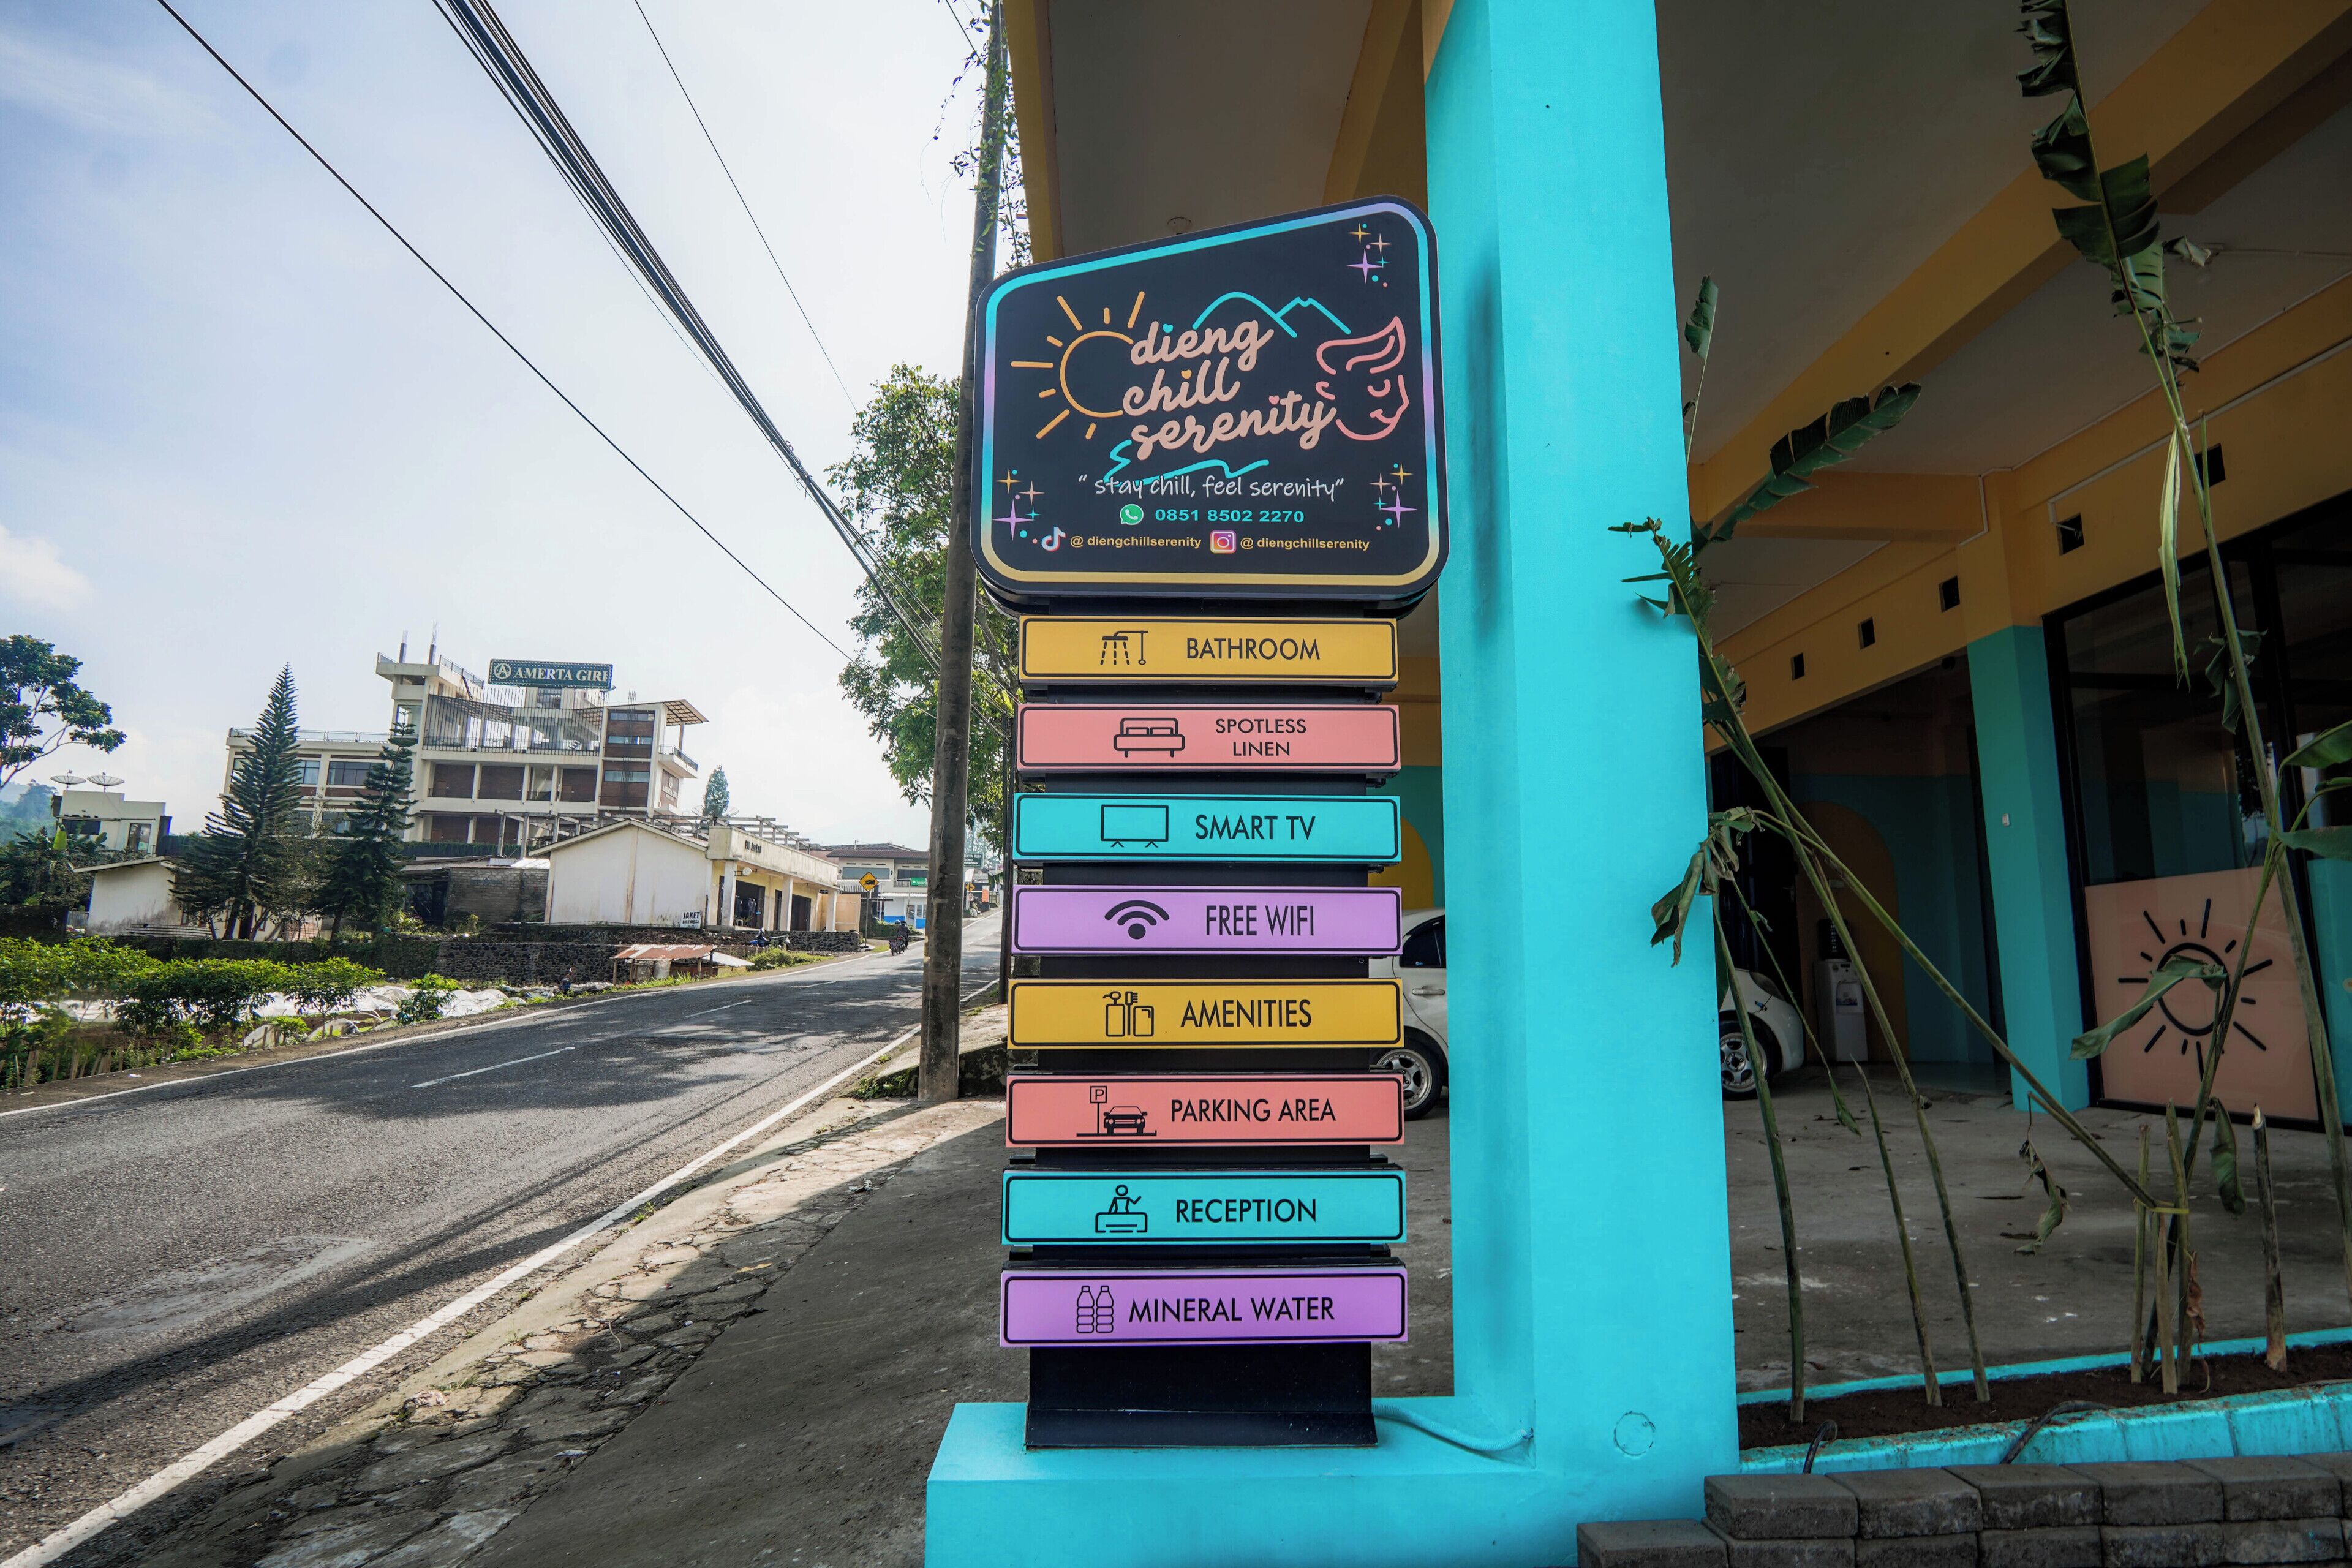 dieng
chill
serenity
“ stay chill, feel serenity”
0851 8502 2270
@ diengchillserenity @ diengchillserenity
BATHROOM
SPOTLESS
LINEN
SMART TV
FREE WIFI
AMENITIES
P
PARKING AREA
RECEPTION
MINERAL WATER
A AMERTA GIRI
JAKET